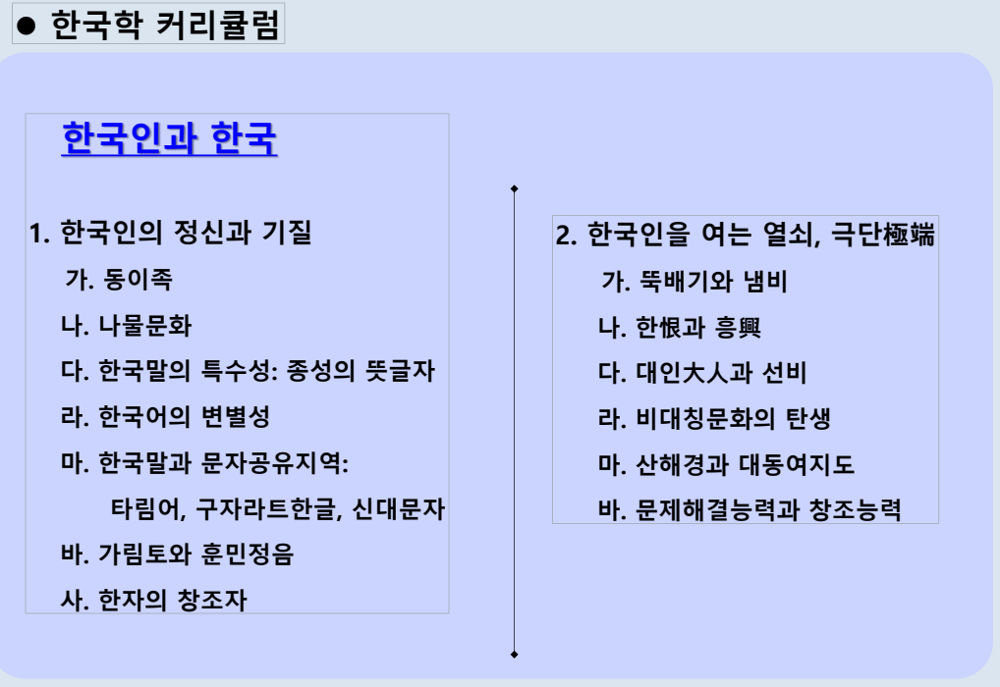 ● 한국학 커리큘럼
한국인과 한국
1. 한국인의 정신과 기질
가. 동이족
나. 나물문화
다. 한국말의 특수성: 종성의 뜻글자
라. 한국어의 변별성
마. 한국말과 문자공유지역:
타림어, 구자라트한글, 신대문자
바. 가림토와 훈민정음
사. 한자의 창조자
2. 한국인을 여는 열쇠, 극단極端
가. 뚝배기와 냄비
나. 한恨과 흥興
다. 대인大人과 선비
라. 비대칭문화의 탄생
마. 산해경과 대동여지도
바. 문제해결능력과 창조능력